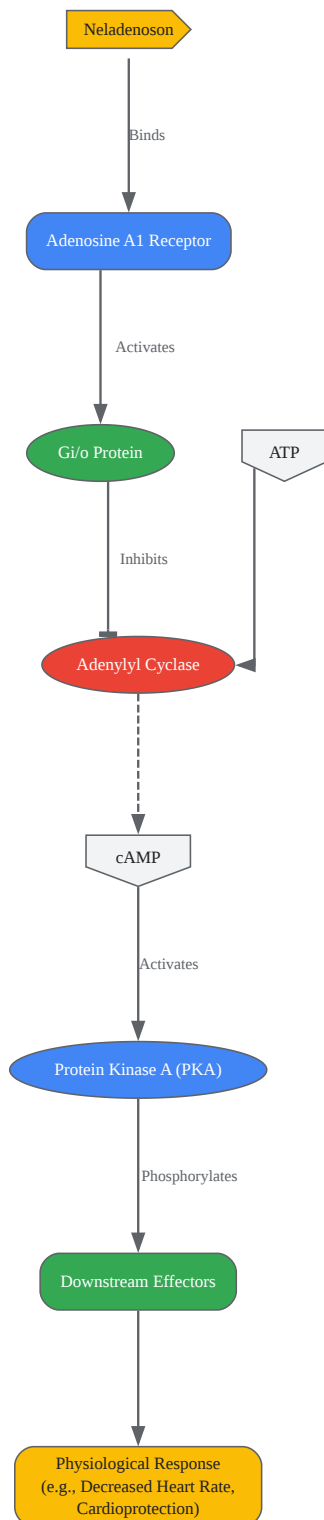 Neladenoson
Binds
Adenosine A1 Receptor
Activates
Gi/o Protein
ATP
Inhibits
Adenylyl Cyclase
cAMP
Activates
Protein Kinase A (PKA)
Phosphorylates
Downstream Effectors
Physiological Response
(e.g., Decreased Heart Rate,
Cardioprotection)